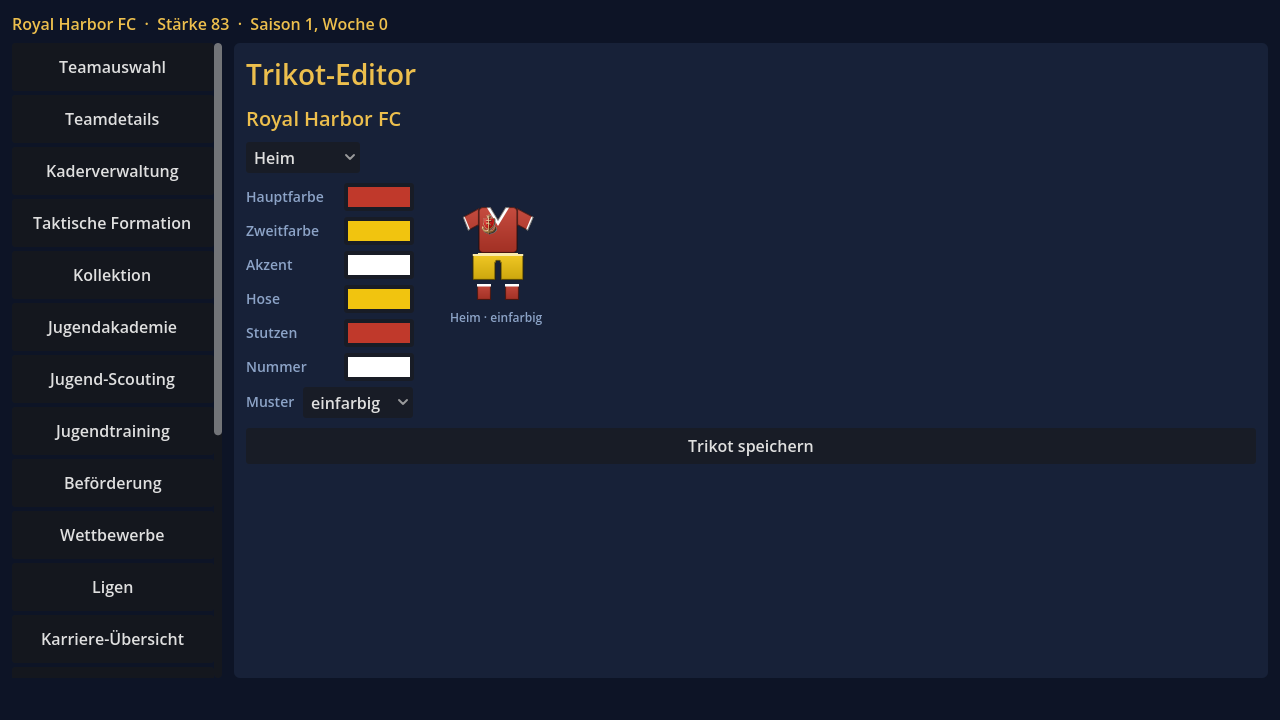 Royal Harbor FC · Stärke 83 · Saison 1, Woche 0
Teamauswahl
Teamdetails
Kaderverwaltung
Taktische Formation
Kollektion
Jugendakademie
Jugend-Scouting
Jugendtraining
Beförderung
Wettbewerbe
Ligen
Karriere-Übersicht
Trikot-Editor
Royal Harbor FC
Heim
Hauptfarbe
Zweitfarbe
Akzent
Hose
Stutzen
Nummer
Muster einfarbig
Heim · einfarbig
Trikot speichern